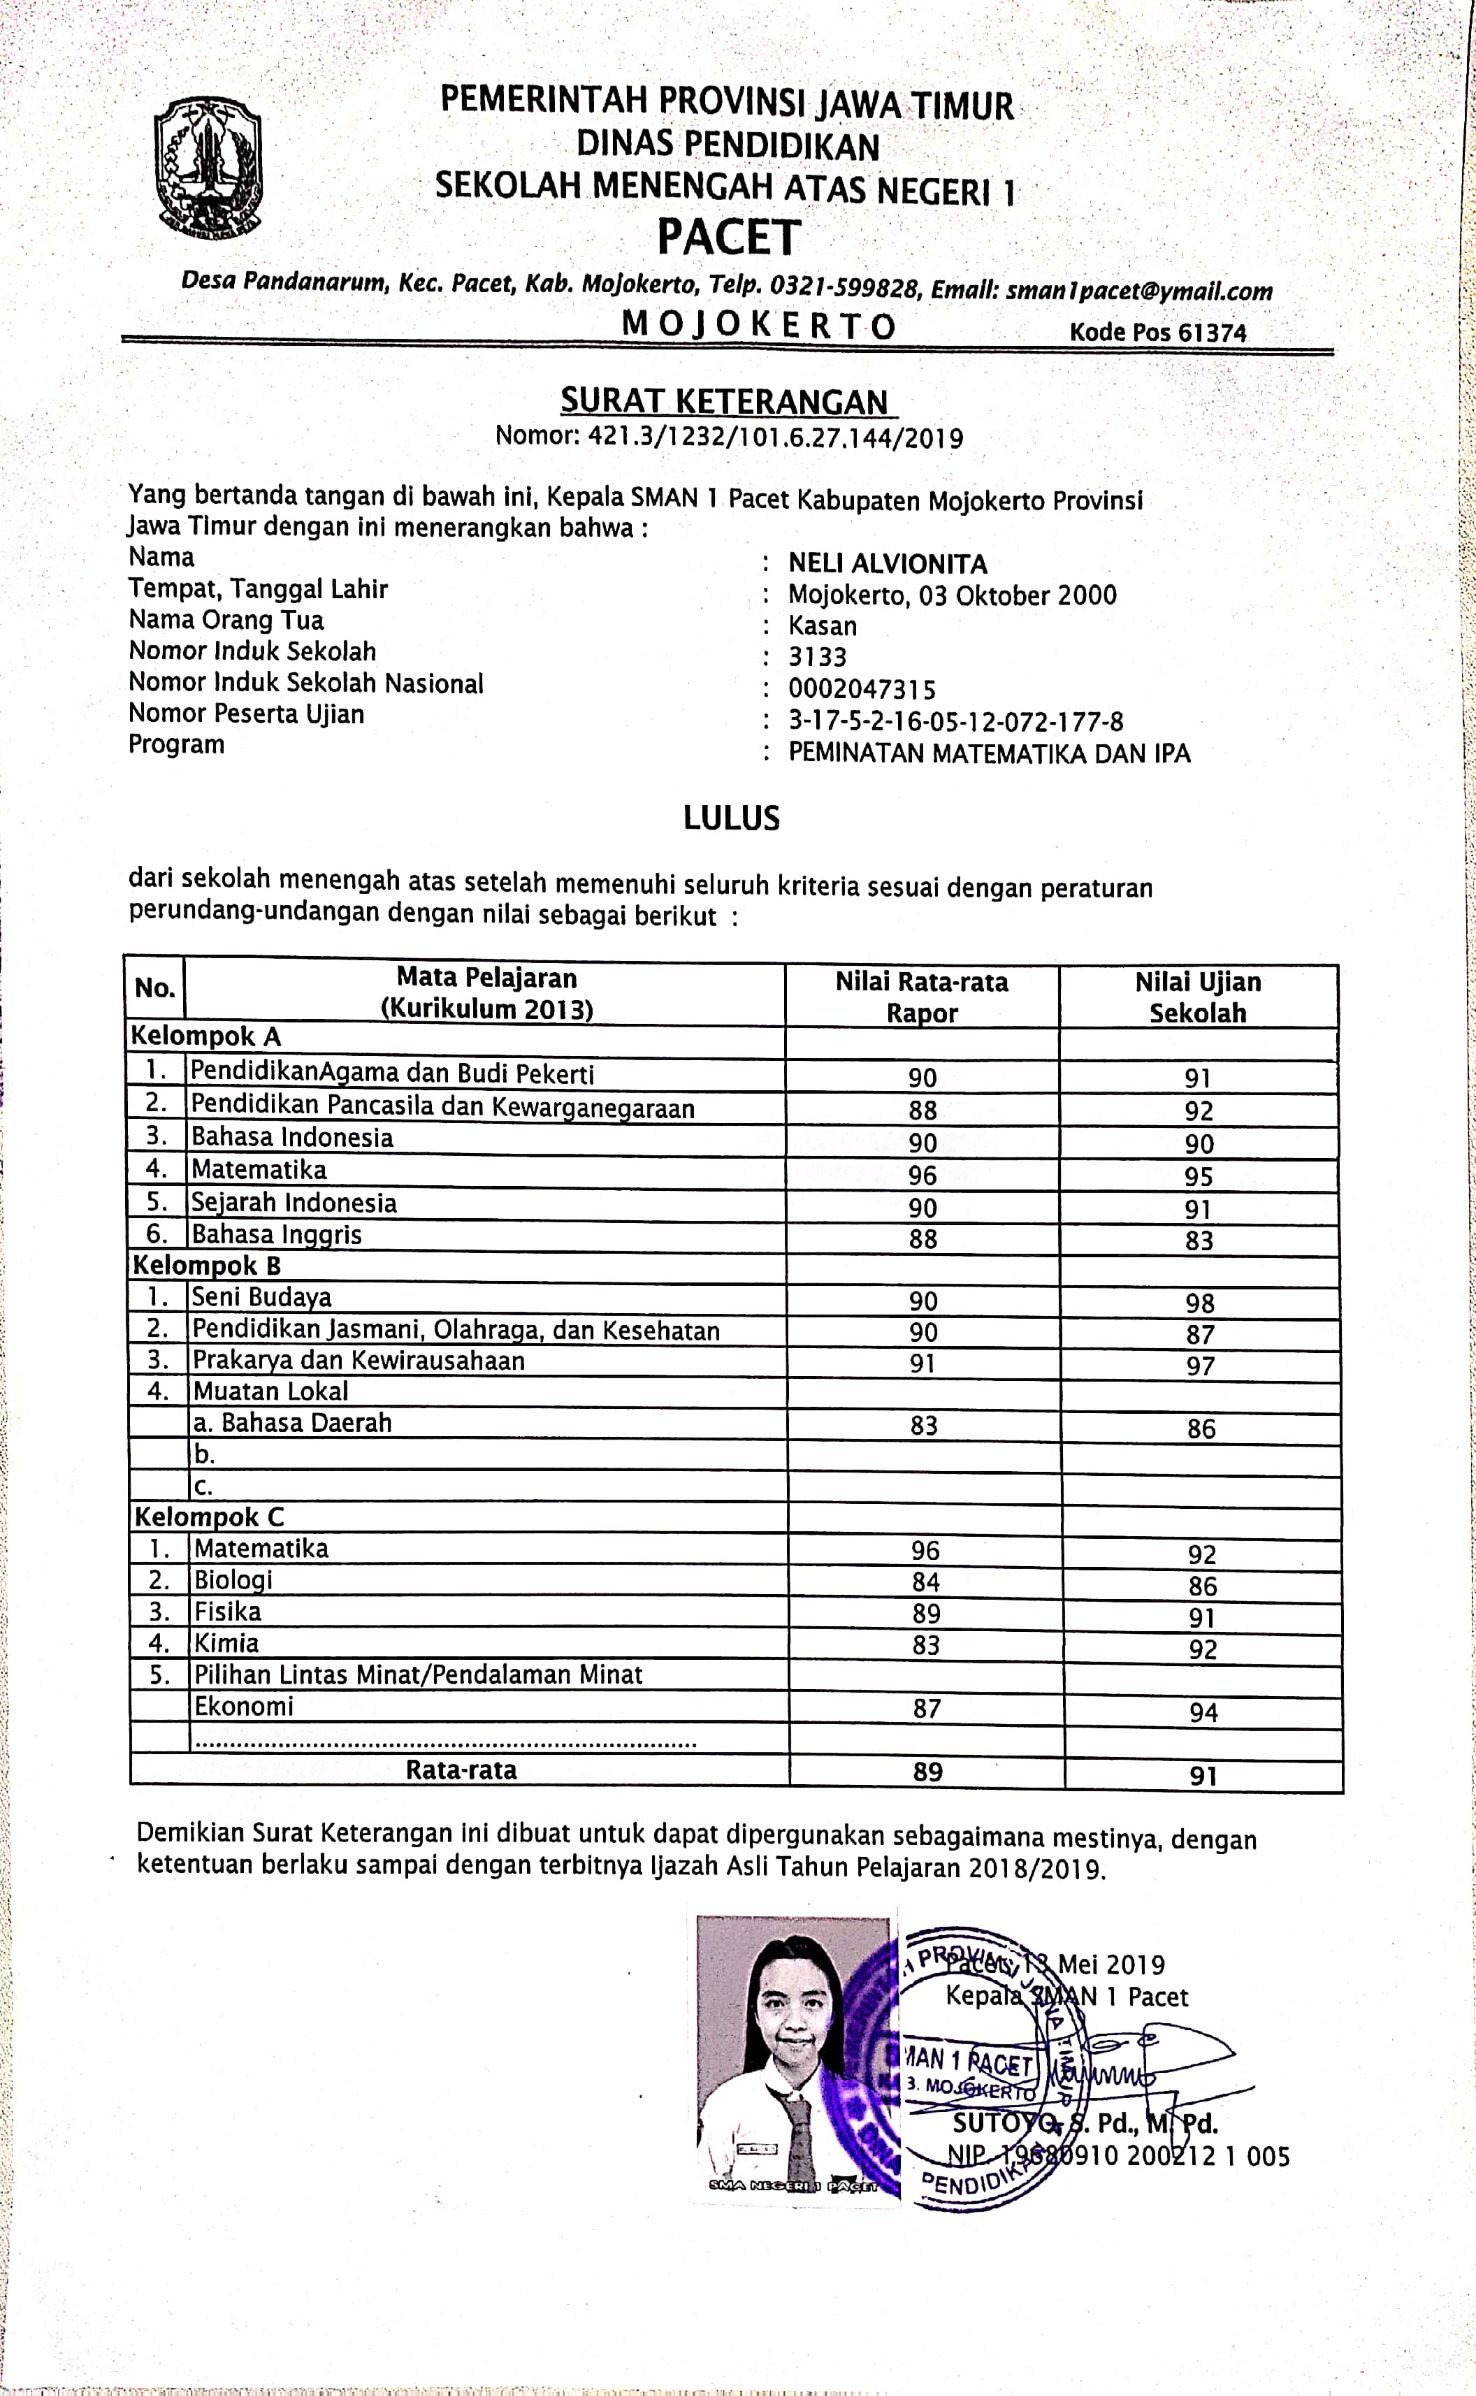 PEMERINTAH PROVINSI JAWA TIMUR
DINAS PENDIDIKAN
SEKOLAH MENENGAH ATAS NEGERI 1
PACET
Desa Pandanarum, Kec. Pacet, Kab. Mojokerto, Telp. 0321-599828, Email: sman1pacet@ymail.com
MOJOKERTO Kode Pos 61374
SURAT KETERANGAN
Nomor: 421.3/1232/101.6.27.144/2019
Yang bertanda tangan di bawah ini, Kepala SMAN 1 Pacet Kabupaten Mojokerto Provinsi
Jawa Timur dengan ini menerangkan bahwa :
Nama : NELI ALVIONITA
Tempat, Tanggal Lahir : Mojokerto, 03 Oktober 2000
Nama Orang Tua : Kasan
Nomor Induk Sekolah : 3133
Nomor Induk Sekolah Nasional : 0002047315
Nomor Peserta Ujian : 3-17-5-2-16-05-12-072-177-8
Program : PEMINATAN MATEMATIKA DAN IPA
LULUS
dari sekolah menengah atas setelah memenuhi seluruh kriteria sesuai dengan peraturan
perundang-undangan dengan nilai sebagai berikut :
No. Mata Pelajaran (Kurikulum 2013) Nilai Rata-rata Rapor Nilai Ujian Sekolah
Kelompok A
1. PendidikanAgama dan Budi Pekerti 90 91
2. Pendidikan Pancasila dan Kewarganegaraan 88 92
3. Bahasa Indonesia 90 90
4. Matematika 96 95
5. Sejarah Indonesia 90 91
6. Bahasa Inggris 88 83
Kelompok B
1. Seni Budaya 90 98
2. Pendidikan Jasmani, Olahraga, dan Kesehatan 90 87
3. Prakarya dan Kewirausahaan 91 97
4. Muatan Lokal
a. Bahasa Daerah 83 86
b.
c.
Kelompok C
1. Matematika 96 92
2. Biologi 84 86
3. Fisika 89 91
4. Kimia 83 92
5. Pilihan Lintas Minat/Pendalaman Minat
Ekonomi 87 94
..........................................................................
Rata-rata 89 91
Demikian Surat Keterangan ini dibuat untuk dapat dipergunakan sebagaimana mestinya, dengan
ketentuan berlaku sampai dengan terbitnya Ijazah Asli Tahun Pelajaran 2018/2019.
Pacet, 13 Mei 2019
Kepala SMAN 1 Pacet
PROVINSI JAWA TIMUR
MAN 1 PACET
3. MOJOKERTO
PENDIDIKAN
SUTOYO, S. Pd., M. Pd.
NIP. 19680910 200212 1 005
SMA NEGERI 1 PACET